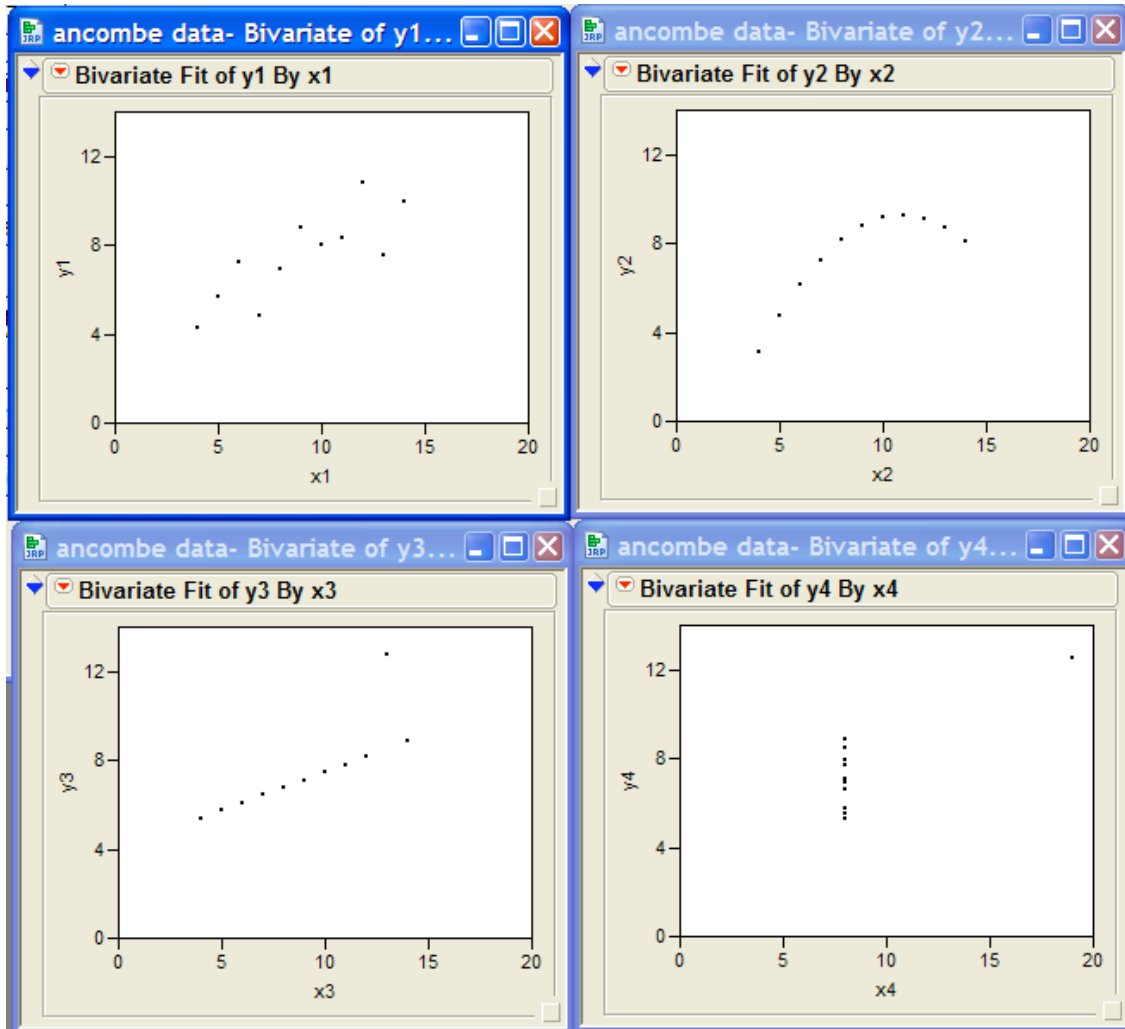 ancombe data- Bivariate of y1...
Bivariate Fit of y1 By x1
y1
12
8
4
0
0 5 10 15 20
x1
ancombe data- Bivariate of y2...
Bivariate Fit of y2 By x2
y2
12
8
4
0
0 5 10 15 20
x2
ancombe data- Bivariate of y3...
Bivariate Fit of y3 By x3
y3
12
8
4
0
0 5 10 15 20
x3
ancombe data- Bivariate of y4...
Bivariate Fit of y4 By x4
y4
12
8
4
0
0 5 10 15 20
x4